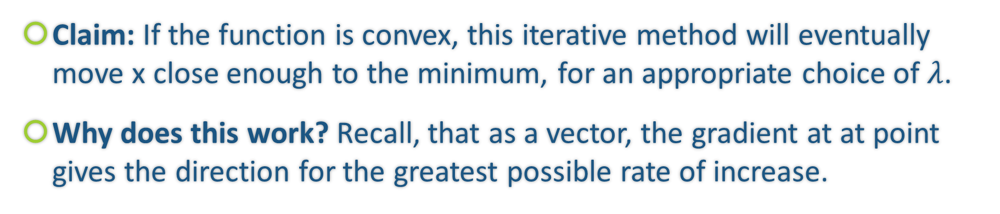 Claim: If the function is convex, this iterative method will eventually
move x close enough to the minimum, for an appropriate choice of 𝜆.
Why does this work? Recall, that as a vector, the gradient at at point
gives the direction for the greatest possible rate of increase.